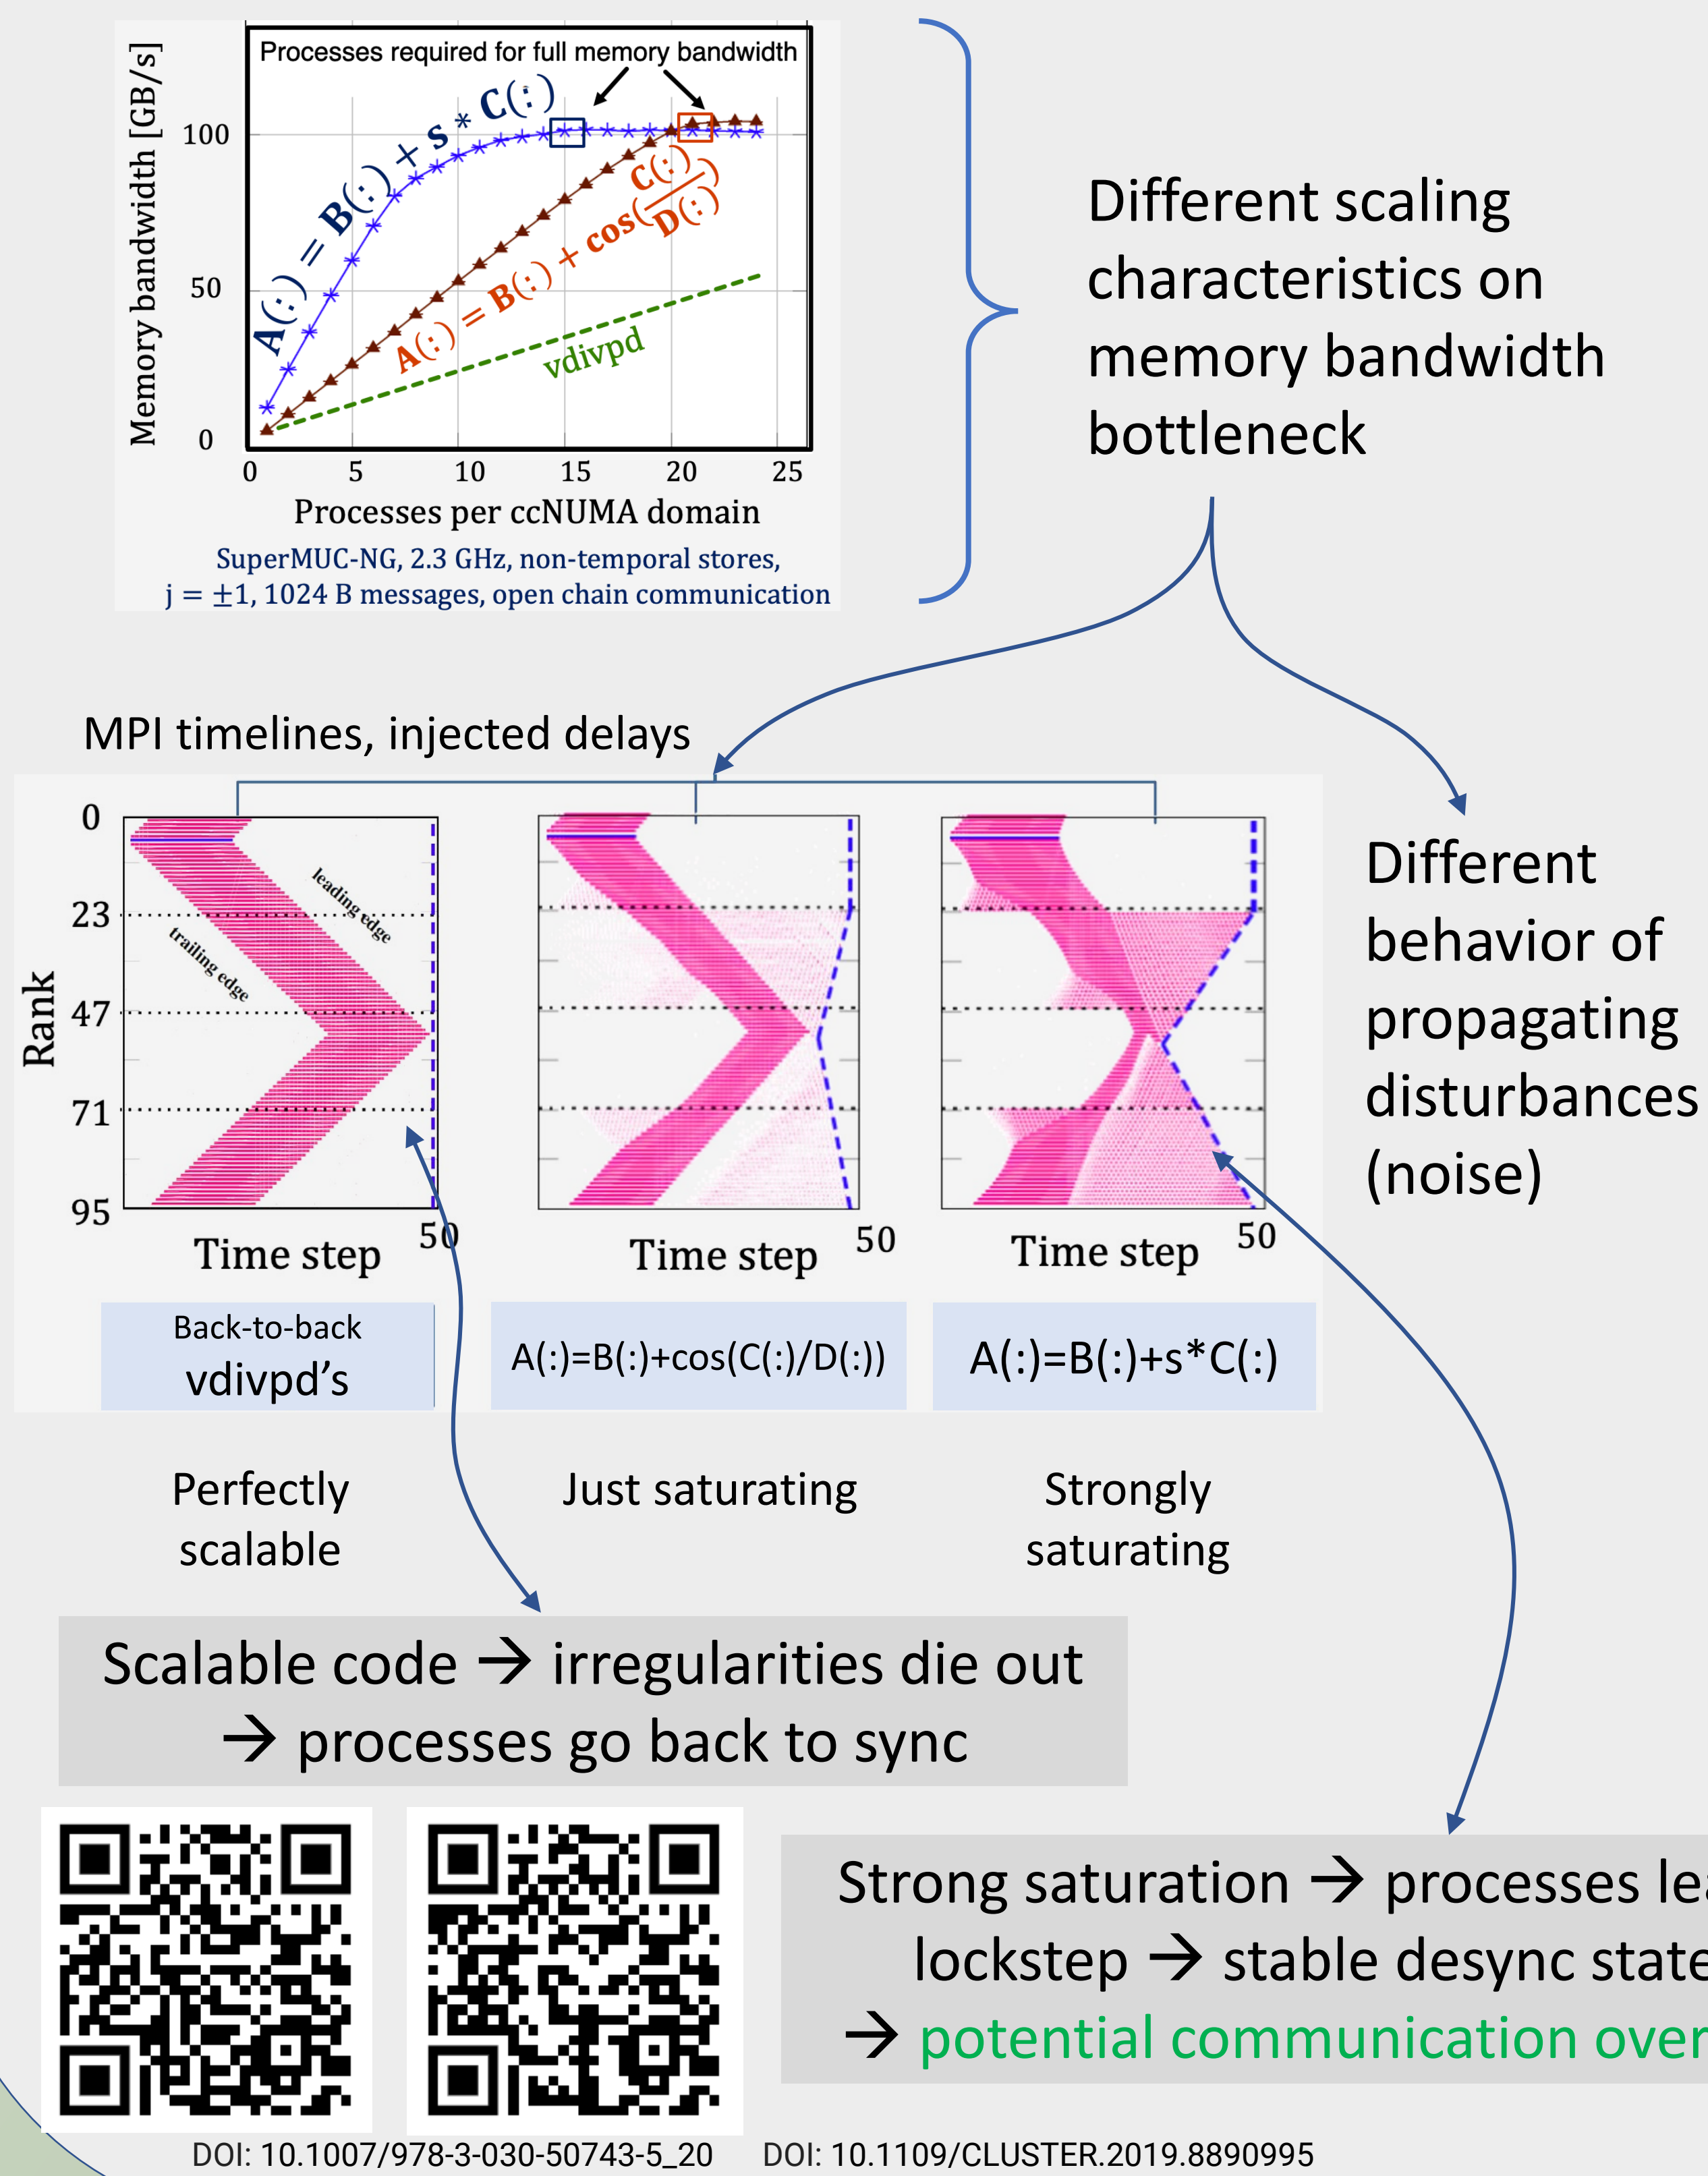 Processes required for full memory bandwidth
Memory bandwidth [GB/s]
100
50
0
A(:) = B(:) + s * C(:)
A(:) = B(:) + cos(C(:)/D(:))
vdivpd
0 5 10 15 20 25
Processes per ccNUMA domain
SuperMUC-NG, 2.3 GHz, non-temporal stores,
j = ±1, 1024 B messages, open chain communication
Different scaling
characteristics on
memory bandwidth
bottleneck
MPI timelines, injected delays
Rank
0
23
47
71
95
leading edge
trailing edge
50
50
50
Time step
Time step
Time step
Different
behavior of
propagating
disturbances
(noise)
Back-to-back
vdivpd's
A(:)=B(:)+cos(C(:)/D(:))
A(:)=B(:)+s*C(:)
Perfectly
scalable
Just saturating
Strongly
saturating
Scalable code → irregularities die out
→ processes go back to sync
Strong saturation → processes
lockstep → stable desync state
→ potential communication
DOI: 10.1007/978-3-030-50743-5_20
DOI: 10.1109/CLUSTER.2019.8890995